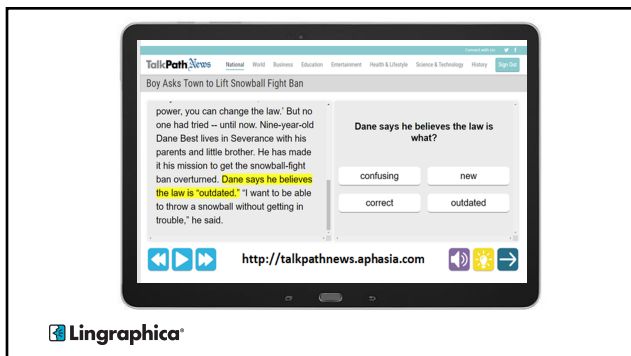 Connect with Us
TalkPath News
National World Business Education Entertainment Health & Lifestyle Science & Technology History Sign Out
Boy Asks Town to Lift Snowball Fight Ban
power, you can change the law.' But no
one had tried -- until now. Nine-year-old
Dane Best lives in Severance with his
parents and little brother. He has made
it his mission to get the snowball-fight
ban overturned. Dane says he believes
the law is "outdated." "I want to be able
to throw a snowball without getting in
trouble," he said.
Dane says he believes the law is
what?
confusing new
correct outdated
http://talkpathnews.aphasia.com
Lingraphica®